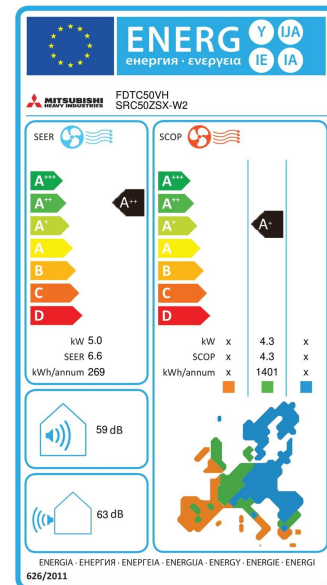 ENERG Y IJA
енергия · ενεργεια IE IA
MITSUBISHI
HEAVY INDUSTRIES
FDTC50VH
SRC50ZSX-W2
SEER
A+++
A++
A+
A
B
C
D
A++
kW 5.0
SEER 6.6
kWh/annum 269
SCOP
A+++
A++
A+
A
B
C
D
A+
kW x 4.3 x
SCOP x 4.3 x
kWh/annum x 1401 x
59 dB
63 dB
ENERGIA · ЕНЕРГИЯ · ΕΝΕΡΓΕΙΑ · ENERGIJA · ENERGY · ENERGIE · ENERGI
626/2011